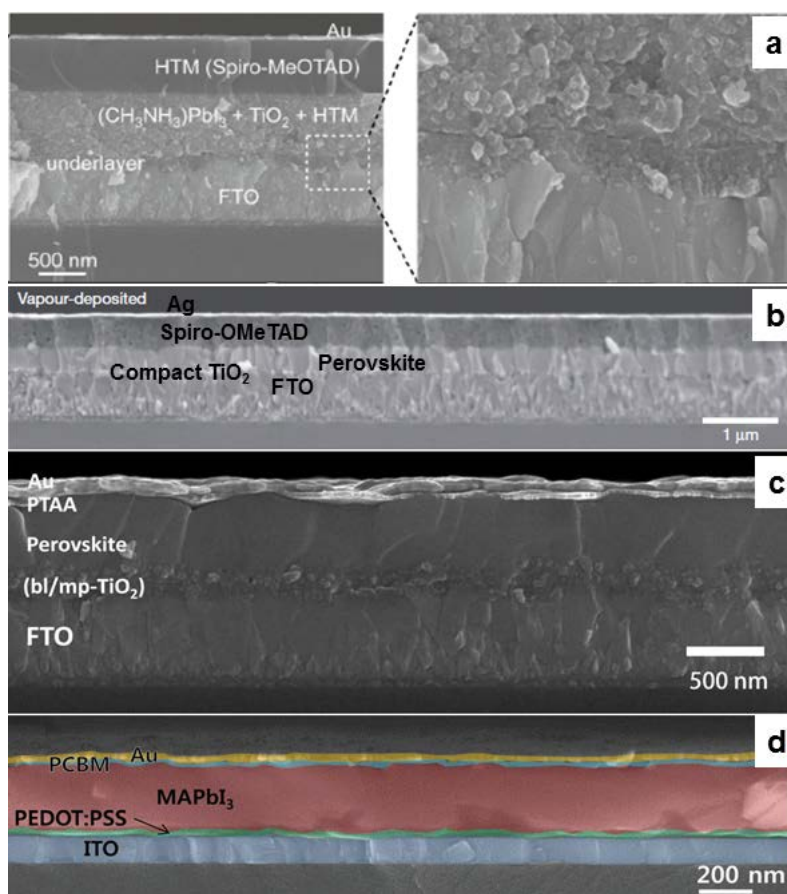 Au
a
HTM (Spiro-MeOTAD)
(CH₃NH₃)PbI₃ + TiO₂ + HTM
underlayer
FTO
500 nm
Vapour-deposited
Ag
b
Spiro-OMeTAD
Perovskite
Compact TiO₂
FTO
1 μm
Au
c
PTAA
Perovskite
(bl/mp-TiO₂)
FTO
500 nm
d
Au
PCBM
MAPbI₃
PEDOT:PSS
ITO
200 nm